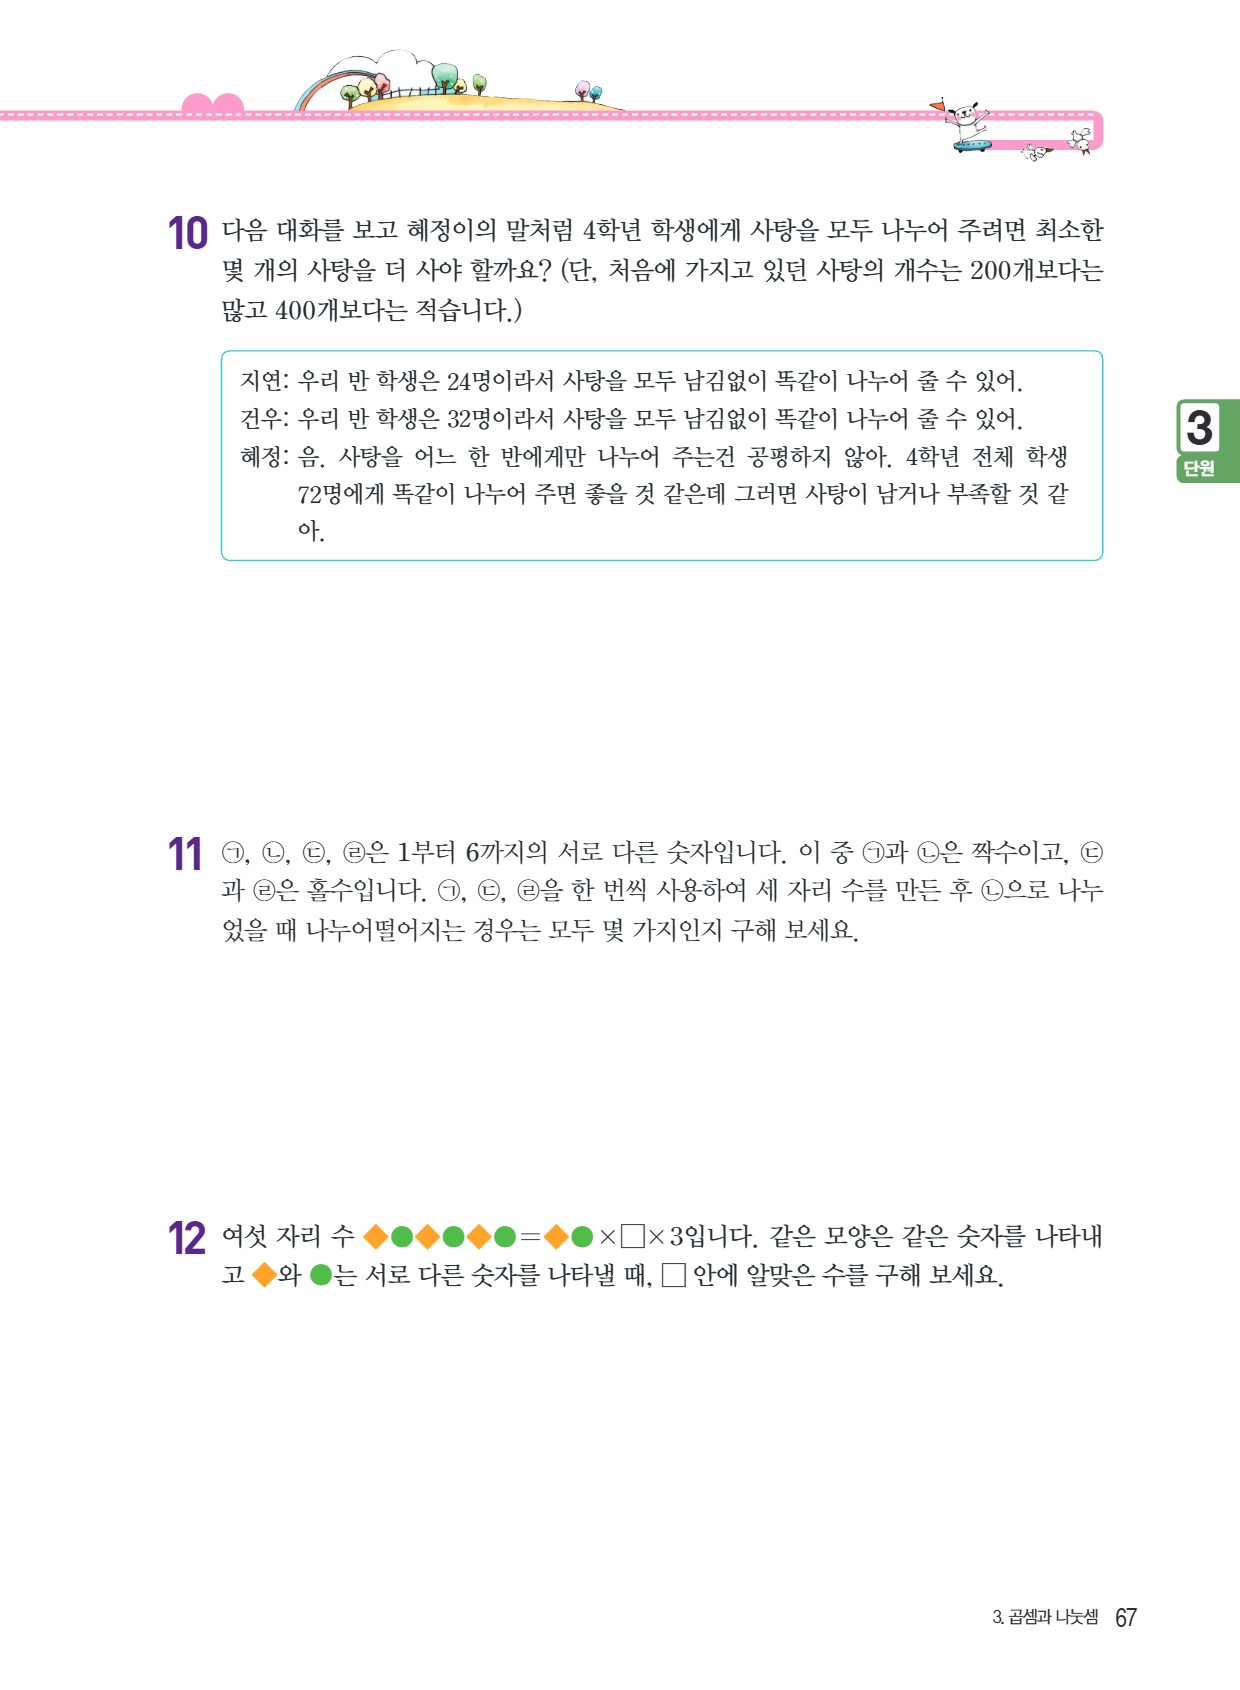 10 다음 대화를 보고 혜정이의 말처럼 4학년 학생에게 사탕을 모두 나누어 주려면 최소한
몇 개의 사탕을 더 사야 할까요? (단, 처음에 가지고 있던 사탕의 개수는 200개보다는
많고 400개보다는 적습니다.)
지연: 우리 반 학생은 24명이라서 사탕을 모두 남김없이 똑같이 나누어 줄 수 있어.
건우: 우리 반 학생은 32명이라서 사탕을 모두 남김없이 똑같이 나누어 줄 수 있어.
혜정: 음. 사탕을 어느 한 반에게만 나누어 주는건 공평하지 않아. 4학년 전체 학생
72명에게 똑같이 나누어 주면 좋을 것 같은데 그러면 사탕이 남거나 부족할 것 같
아.
3
단원
11 ㉠, ㉡, ㉢, ㉣은 1부터 6까지의 서로 다른 숫자입니다. 이 중 ㉠과 ㉡은 짝수이고, ㉢
과 ㉣은 홀수입니다. ㉠, ㉢, ㉣을 한 번씩 사용하여 세 자리 수를 만든 후 ㉡으로 나누
었을 때 나누어떨어지는 경우는 모두 몇 가지인지 구해 보세요.
12 여섯 자리 수 ◆●◆●◆●=◆●×□×3입니다. 같은 모양은 같은 숫자를 나타내
고 ◆와 ●는 서로 다른 숫자를 나타낼 때, □ 안에 알맞은 수를 구해 보세요.
3. 곱셈과 나눗셈 67